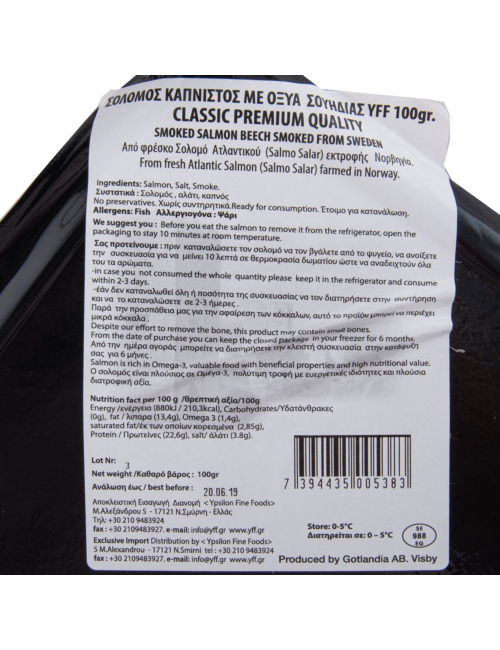 ΣΟΛΟΜΟΣ ΚΑΠΝΙΣΤΟΣ ΜΕ ΟΞΥΑ ΣΟΥΗΔΙΑΣ YFF 100gr.
CLASSIC PREMIUM QUALITY
SMOKED SALMON BEECH SMOKED FROM SWEDEN
Από φρέσκο Σολομό Ατλαντικού (Salmo Salar) εκτροφής Νορβηγία.
From fresh Atlantic Salmon (Salmo Salar) farmed in Norway.
Ingredients: Salmon, Salt, Smoke.
Συστατικά : Σολομός , αλάτι, καπνός
No preservatives. Χωρίς συντηρητικά.Ready for consumption. Έτοιμο για κατανάλωση.
Allergens: Fish Αλλεργιογόνα : Ψάρι
We suggest you : Before you eat the salmon to remove it from the refrigerator, open the
packaging to stay 10 minutes at room temperature.
Σας προτείνουμε : πριν καταναλώσετε τον σολομό να τον βγάλετε από το ψυγείο, να ανοίξετε
την συσκευασία για να μείνει 10 λεπτά σε θερμοκρασία δωματίου ώστε να αναδειχτούν όλα
του τα αρώματα.
-in case you not consumed the whole quantity please keep it in the refrigerator and consume
within 2-3 days.
-εάν δεν καταναλωθεί όλη ή ποσότητα της συσκευασίας να τον διατηρήσετε στην συντήρηση
και να το καταναλώσετε σε 2-3 ημέρες .
Παρά την προσπάθεια μας για την αφαίρεση των κόκκαλων, αυτό το προϊόν μπορεί να περιέχει
μικρά κόκκαλα .
Despite our effort to remove the bone, this product may contain small bones.
From the date of purchase you can keep the closed package in your freezer for 6 months.
Από την ημέρα αγοράς μπορείτε να διατηρήσετε την κλειστή συσκευασία στην κατάψυξη
σας για 6 μήνες .
Salmon is rich in Omega-3, valuable food with beneficial properties and high nutritional value.
Ο σολομός είναι πλούσιος σε Ωμέγα-3, πολύτιμη τροφή με ευεργετικές ιδιότητες και πλούσια
διατροφική αξία.
Nutrition fact per 100 g /θρεπτική αξία/100g
Energy /ενεργεια (880kJ / 210,3kcal), Carbohydrates/Υδατάνθρακες
(0g), fat / λιπαρα (13,4g), Omega 3 (1,4g),
saturated fat/έκ των οποίων κορεσμένα (2,85g),
Protein / Πρωτείνες (22,6g), salt/ αλάτι (3.8g).
Lot Nr: 3
Net weight /Καθαρό βάρος : 100gr
Ανάλωση έως / best before : 20.06.19
Αποκλειστική Εισαγωγή Διανομή < Ypsilon Fine Foods>
Μ.Αλεξάνδρου 5 - 17121 Ν.Σμύρνη - Ελλάς
Τηλ: +30 210 9483924
fax : +30 2109483927. e-mail: info@yff.gr, www.yff.gr
Exclusive Import Distribution by < Ypsilon Fine Foods>
5 M.Alexandrou - 17121 N.Smirni tel : +30 210 9483924
fax : +30 2109483927. e-mail: info@yff.gr, www.yff.gr
7 394435 005383
Store: 0-5°C
Διατηρείται σε: 0 – 5°C
SE
988
EG
Produced by Gotlandia AB. Visby